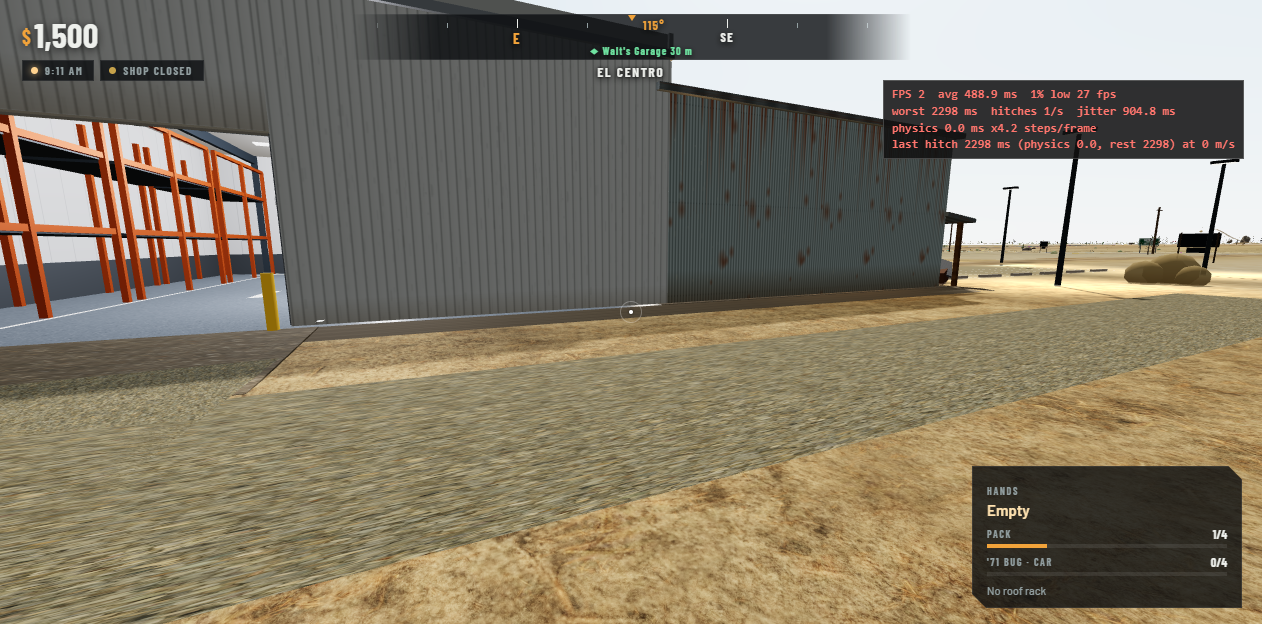 $1,500
9:11 AM
SHOP CLOSED
E
115°
SE
Walt's Garage 30 m
EL CENTRO
FPS 2 avg 488.9 ms 1% low 27 fps
worst 2298 ms hitches 1/s jitter 904.8 ms
physics 0.0 ms x4.2 steps/frame
last hitch 2298 ms (physics 0.0, rest 2298) at 0 m/s
HANDS
Empty
PACK 1/4
'71 BUG - CAR 0/4
No roof rack